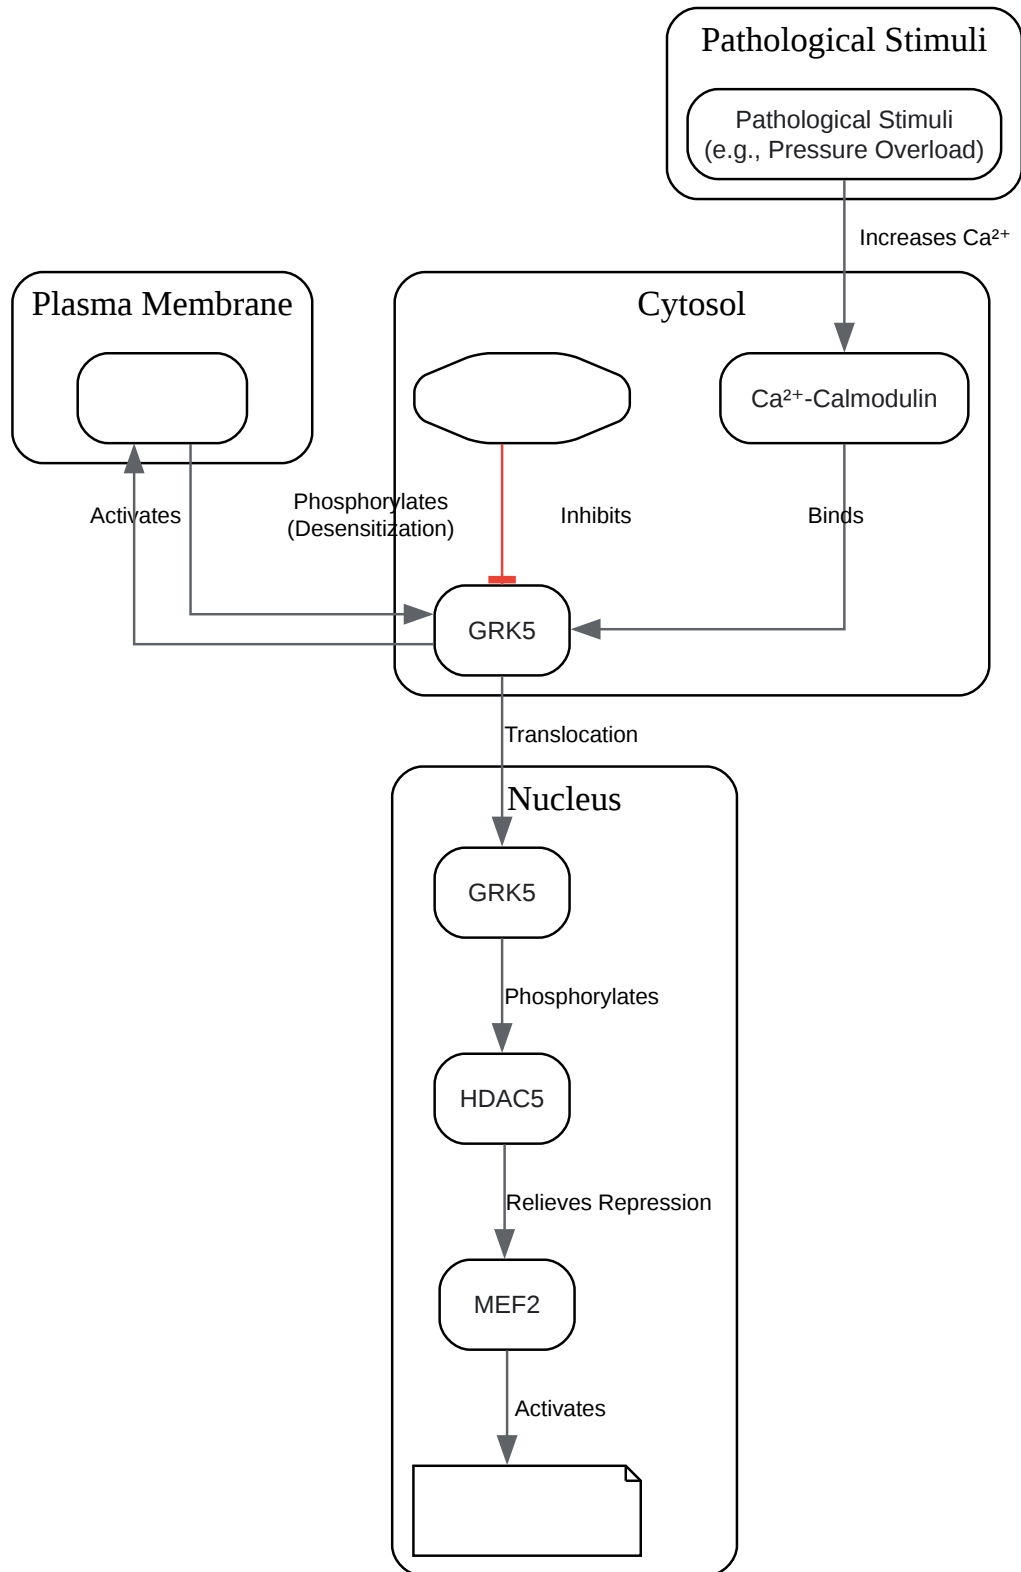 Pathological Stimuli
Pathological Stimuli
(e.g., Pressure Overload)
Increases Ca²⁺
Plasma Membrane
Cytosol
Ca²⁺-Calmodulin
Activates
Phosphorylates
(Desensitization)
Inhibits
Binds
GRK5
Translocation
Nucleus
GRK5
Phosphorylates
HDAC5
Relieves Repression
MEF2
Activates